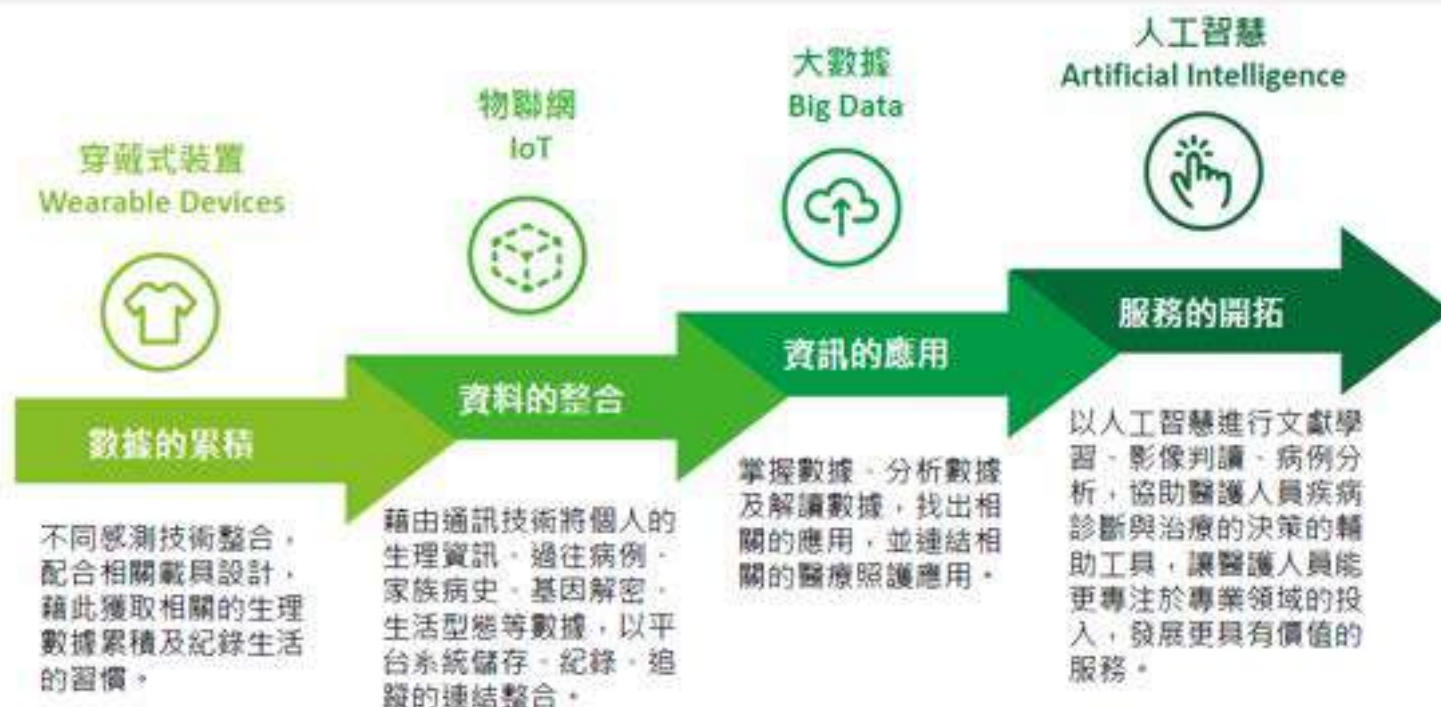 穿戴式裝置
Wearable Devices
數據的累積
不同感測技術整合，
配合相關載具設計，
藉此獲取相關的生理
數據累積及紀錄生活
的習慣。
物聯網
IoT
資料的整合
藉由通訊技術將個人的
生理資訊、過往病例、
家族病史、基因解密、
生活型態等數據，以平
台系統儲存、紀錄、追
蹤的連結整合。
大數據
Big Data
資訊的應用
掌握數據、分析數據
及解讀數據，找出相
關的應用，並連結相
關的醫療照護應用。
人工智慧
Artificial Intelligence
服務的開拓
以人工智慧進行文獻學
習、影像判讀、病例分
析，協助醫護人員疾病
診斷與治療的決策的輔
助工具，讓醫護人員能
更專注於專業領域的投
入，發展更具有價值的
服務。